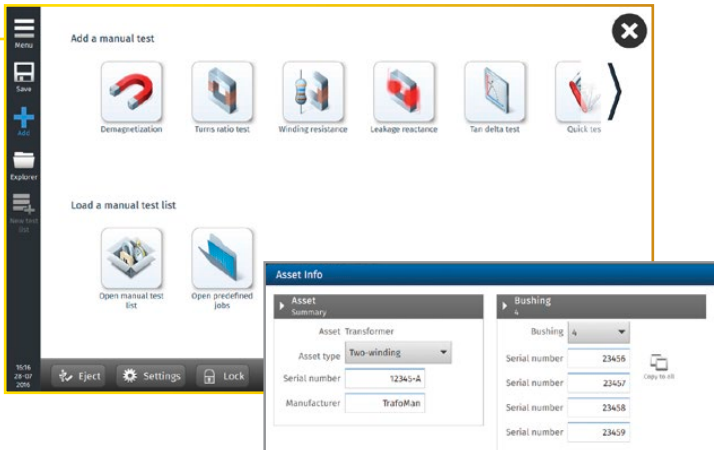 Menu
Save
Add
Explorer
New test
list
15:16
28-07
2016
Add a manual test
Demagnetization
Turns ratio test
Winding resistance
Leakage reactance
Tan delta test
Quick tes
Load a manual test list
Open manual test
list
Open predefined
jobs
Eject
Settings
Lock
Asset Info
Asset
Summary
Asset Transformer
Asset type Two-winding
Serial number 12345-A
Manufacturer TrafoMan
Bushing
4
Bushing 4
Serial number 23456
Serial number 23457
Serial number 23458
Serial number 23459
Copy to all